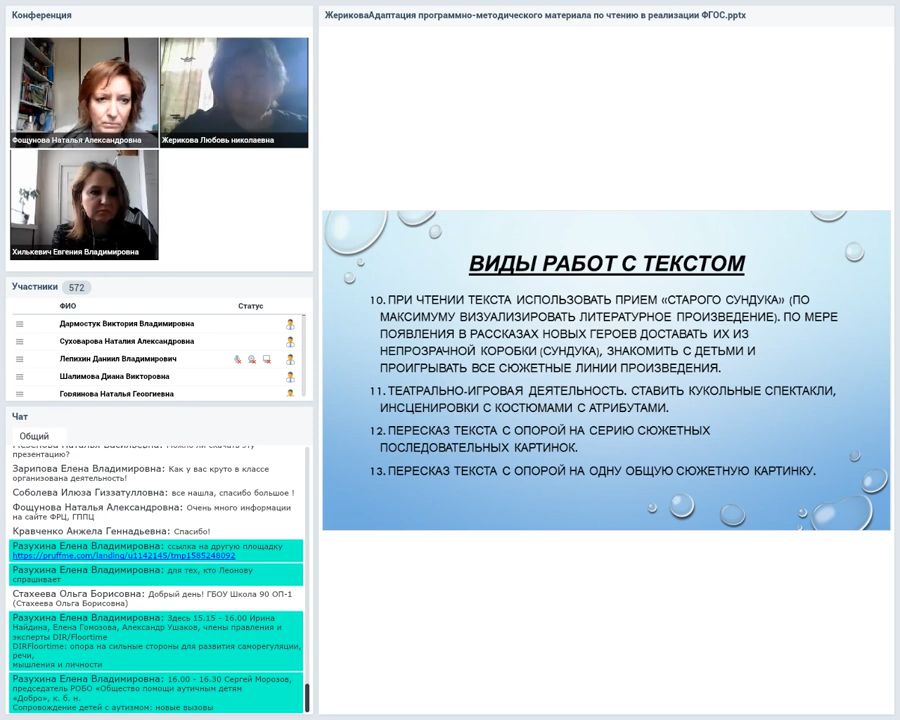 Конференция
Фощунова Наталья Александровна
Жерикова Любовь николаевна
Хилькевич Евгения Владимировна
Участники 572
ФИО Статус
Дармостук Виктория Владимировна
Суховарова Наталия Александровна
Лепихин Даниил Владимирович
Шалимова Диана Викторовна
Горяинова Наталья Георгиевна
Чат
Общий
Можно ли скачать эту
презентацию?
Зарипова Елена Владимировна: Как у вас круто в классе
организована деятельность!
Соболева Илюза Гиззатулловна: все нашла, спасибо большое !
Фощунова Наталья Александровна: Очень много информации
на сайте ФРЦ, ГППЦ
Кравченко Анжела Геннадьевна: Спасибо!
Разухина Елена Владимировна: ссылка на другую площадку
https://pruffme.com/landing/u1142145/tmp1585248092
Разухина Елена Владимировна: для тех, кто Леонову
спрашивает
Стахеева Ольга Борисовна: Добрый день! ГБОУ Школа 90 ОП-1
(Стахеева Ольга Борисовна)
Разухина Елена Владимировна: Здесь 15.15 - 16.00 Ирина
Найдина, Елена Гомозова, Александр Ушаков, члены правления и
эксперты DIR/Floortime
DIRFloortime: опора на сильные стороны для развития саморегуляции,
речи,
мышления и личности
Разухина Елена Владимировна: 16.00 - 16.30 Сергей Морозов,
председатель РОБО «Общество помощи аутичным детям
«Добро», к. б. н.
Сопровождение детей с аутизмом: новые вызовы
ЖериковаАдаптация программно-методического материала по чтению в реализации ФГОС.pptx
ВИДЫ РАБОТ С ТЕКСТОМ
10. ПРИ ЧТЕНИИ ТЕКСТА ИСПОЛЬЗОВАТЬ ПРИЕМ «СТАРОГО СУНДУКА» (ПО
МАКСИМУМУ ВИЗУАЛИЗИРОВАТЬ ЛИТЕРАТУРНОЕ ПРОИЗВЕДЕНИЕ). ПО МЕРЕ
ПОЯВЛЕНИЯ В РАССКАЗАХ НОВЫХ ГЕРОЕВ ДОСТАВАТЬ ИХ ИЗ
НЕПРОЗРАЧНОЙ КОРОБКИ (СУНДУКА), ЗНАКОМИТЬ С ДЕТЬМИ И
ПРОИГРЫВАТЬ ВСЕ СЮЖЕТНЫЕ ЛИНИИ ПРОИЗВЕДЕНИЯ.
11. ТЕАТРАЛЬНО-ИГРОВАЯ ДЕЯТЕЛЬНОСТЬ. СТАВИТЬ КУКОЛЬНЫЕ СПЕКТАКЛИ,
ИНСЦЕНИРОВКИ С КОСТЮМАМИ С АТРИБУТАМИ.
12. ПЕРЕСКАЗ ТЕКСТА С ОПОРОЙ НА СЕРИЮ СЮЖЕТНЫХ
ПОСЛЕДОВАТЕЛЬНЫХ КАРТИНОК.
13. ПЕРЕСКАЗ ТЕКСТА С ОПОРОЙ НА ОДНУ ОБЩУЮ СЮЖЕТНУЮ КАРТИНКУ.